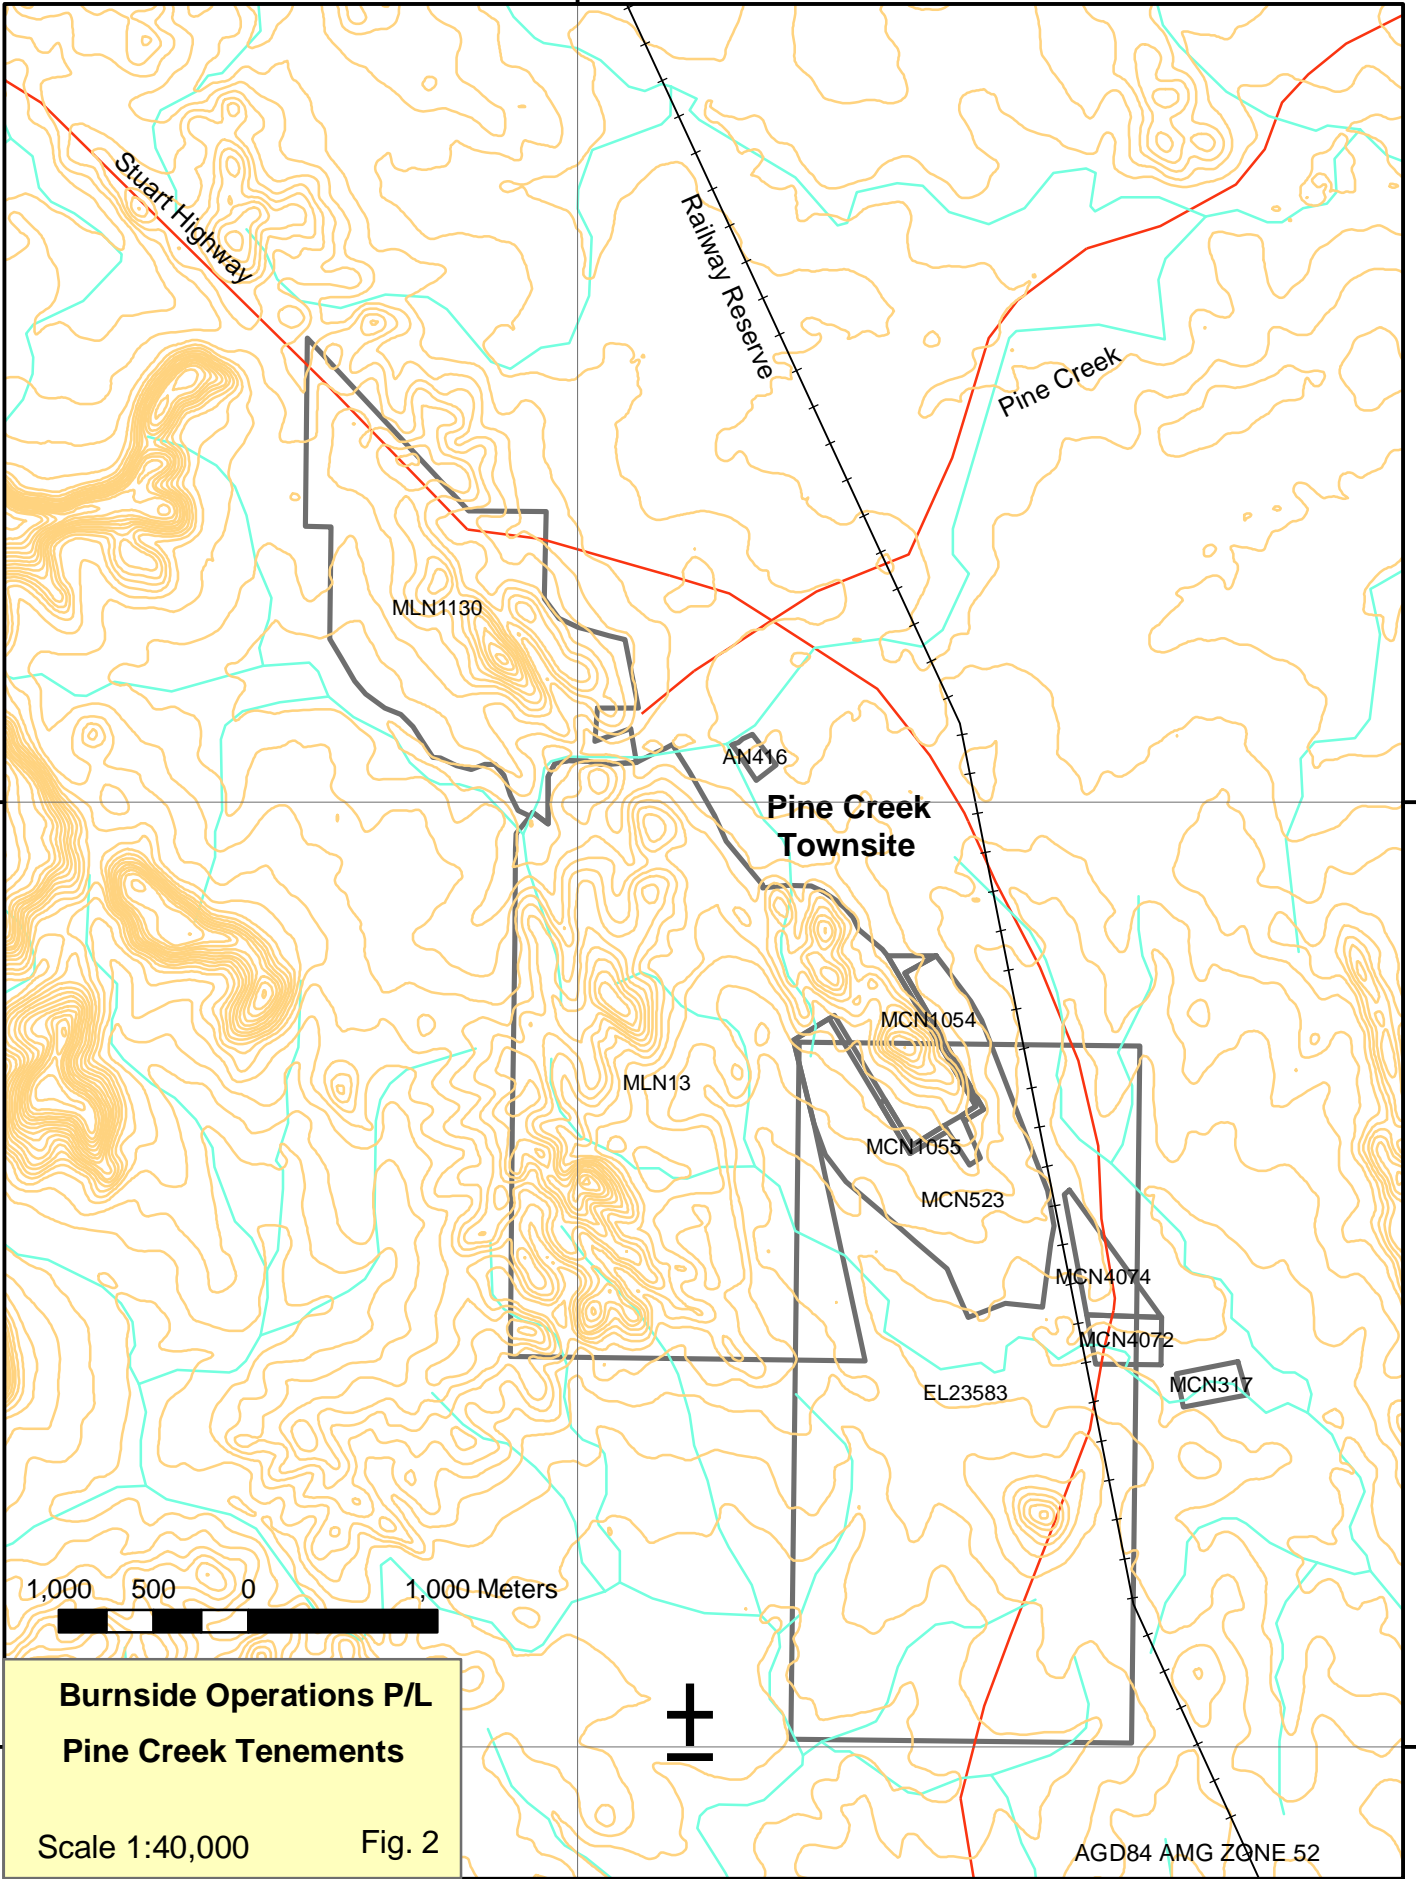 Stuart Highway
Railway Reserve
Pine Creek
MLN1130
AN416
Pine Creek
Townsite
MCN1054
MLN13
MCN1055
MCN523
MCN4074
MCN4072
MCN317
EL23583
1,000 500 0 1,000 Meters
Burnside Operations P/L
Pine Creek Tenements
Scale 1:40,000 Fig. 2
AGD84 AMG ZONE 52